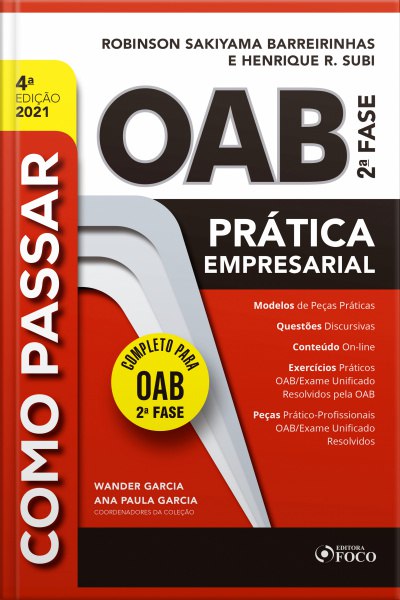 ROBINSON SAKIYAMA BARREIRINHAS
E HENRIQUE R. SUBI
4ª
EDIÇÃO
2021
OAB
2ª FASE
COMO PASSAR
PRÁTICA
EMPRESARIAL
Modelos de Peças Práticas
Questões Discursivas
Conteúdo On-line
Exercícios Práticos
OAB/Exame Unificado
Resolvidos pela OAB
Peças Prático-Profissionais
OAB/Exame Unificado
Resolvidos
COMPLETO PARA
OAB
2ª FASE
WANDER GARCIA
ANA PAULA GARCIA
COORDENADORES DA COLEÇÃO
EDITORA
FOCO